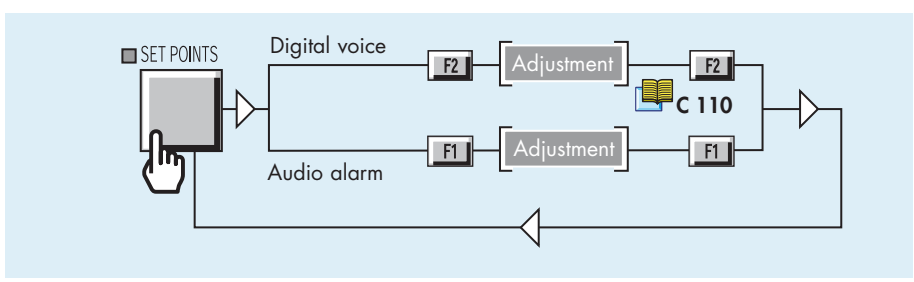 SET POINTS
Digital voice
F2
Adjustment
F2
C 110
F1
Adjustment
F1
Audio alarm